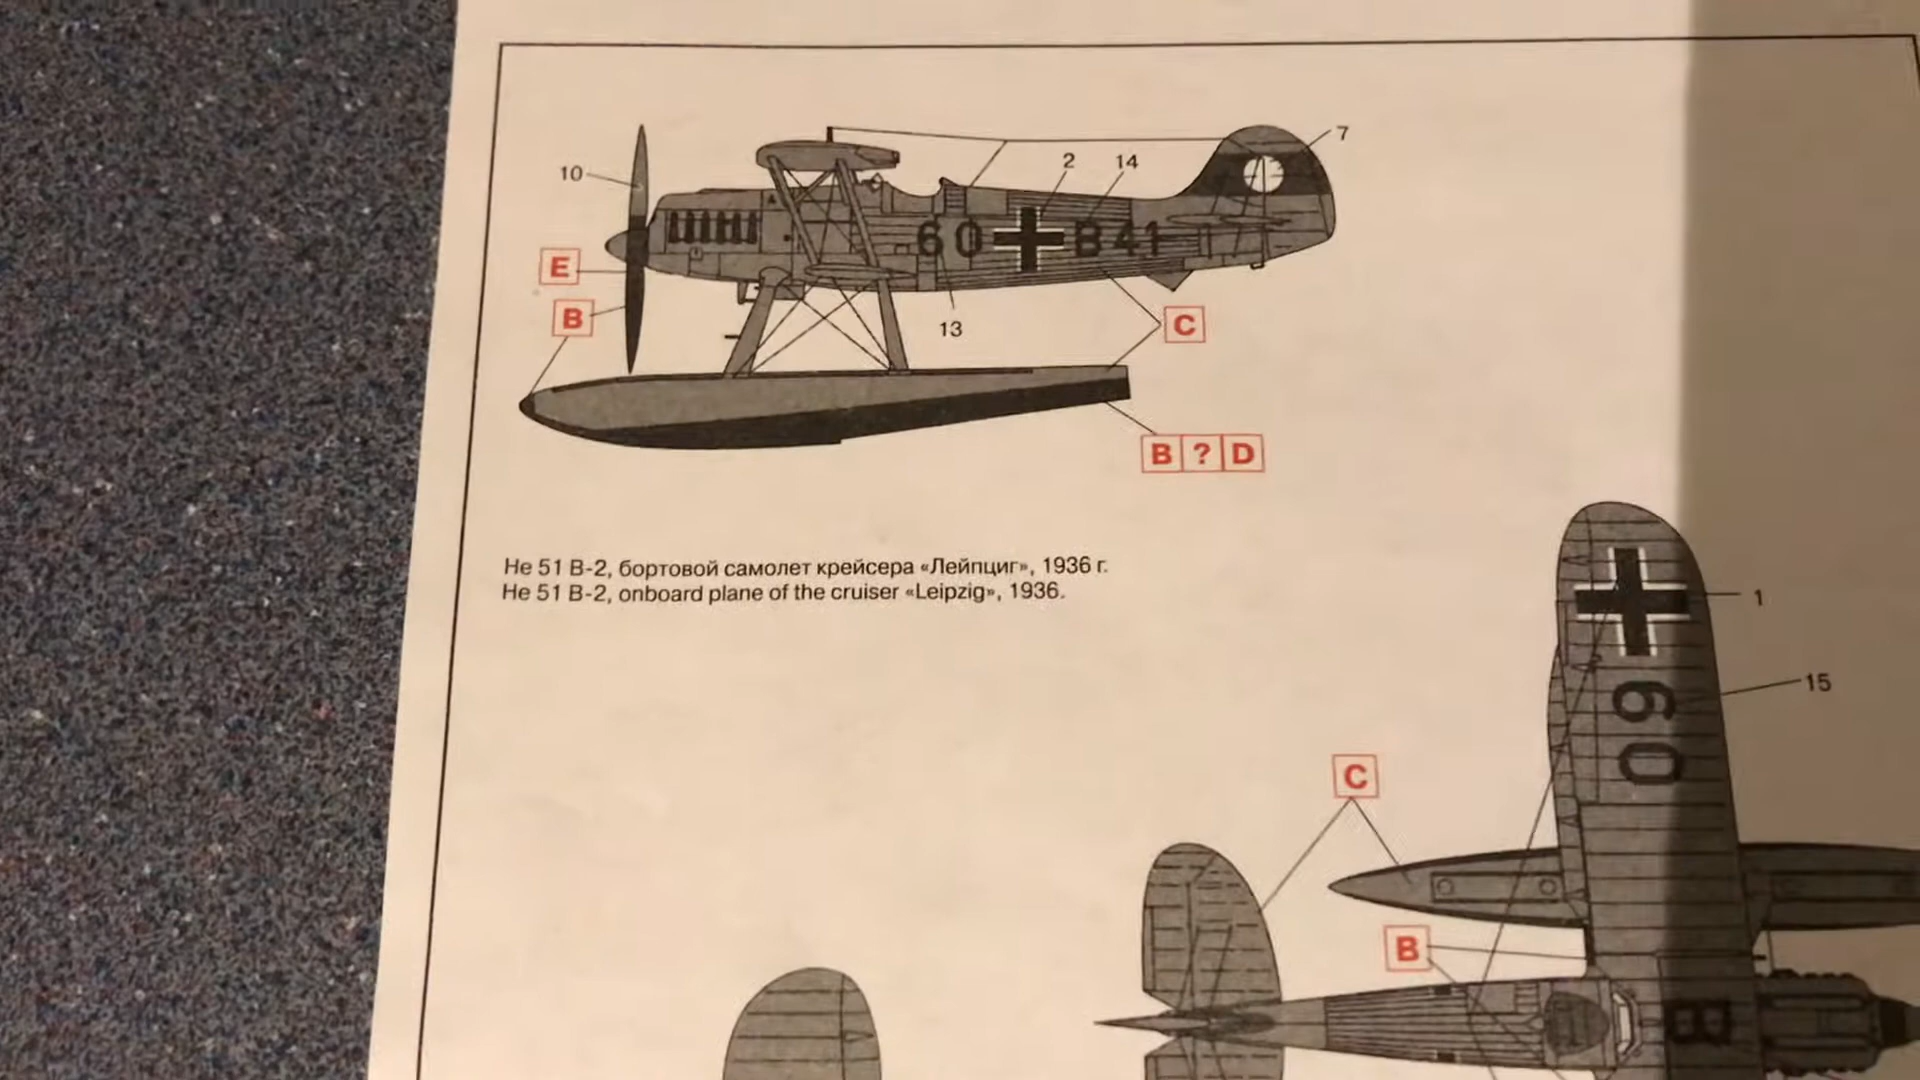 7
2 14
10
60 B41
E
B
13
C
B ? D
He 51 B-2, бортовой самолет крейсера «Лейпциг», 1936 г.
He 51 B-2, onboard plane of the cruiser «Leipzig», 1936.
1
15
60
C
B
B